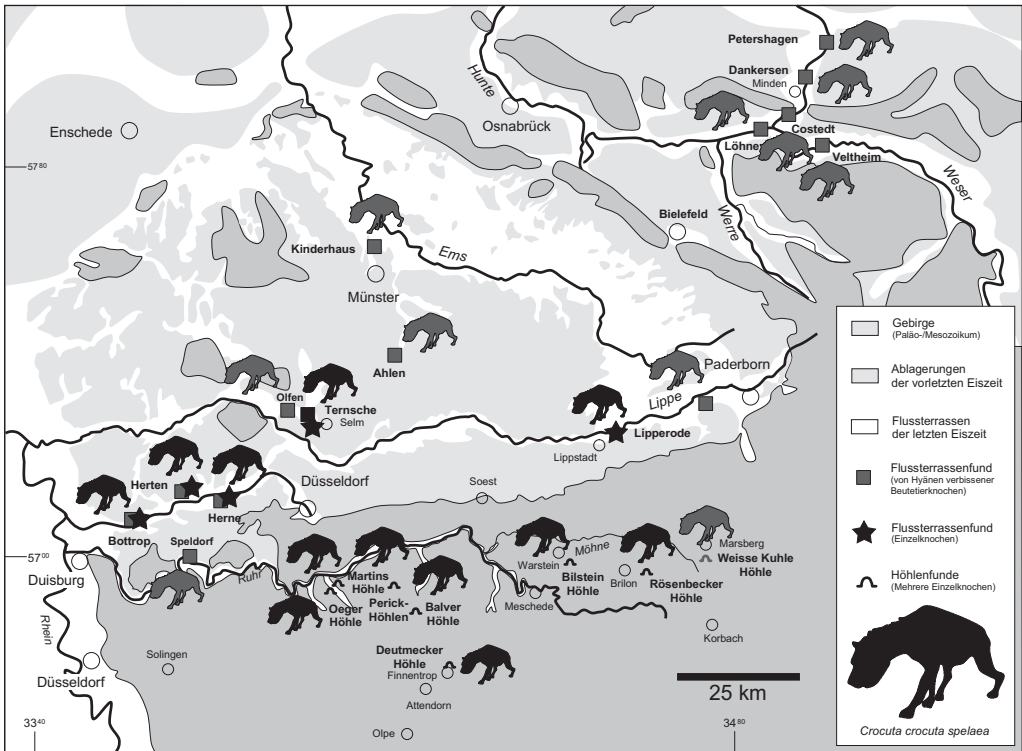 Petershagen
Dankersen
Minden
Hunte
Osnabrück
Enschede
Costedt
Löhne
Veltheim
57⁸⁰
Weser
Werre
Bielefeld
Kinderhaus
Ems
Münster
Ahlen
Paderborn
Lippe
Olfen
Ternsche
Selm
Lipperode
Lippstadt
Herten
Herne
Düsseldorf
Soest
Bottrop
Speldorf
57⁰⁰
Duisburg
Ruhr
Rhein
Martins
Höhle
Oeger
Höhle
Perick-
Höhlen
Balver
Höhle
Möhne
Warstein
Bilstein
Höhle
Meschede
Brilon
Rösenbecker
Höhle
Marsberg
Weisse Kuhle
Höhle
Korbach
Solingen
Düsseldorf
Deutmecker
Höhle
Finnentrop
Attendorn
Olpe
25 km
33⁴⁰
34⁸⁰
Gebirge
(Paläo-/Mesozoikum)
Ablagerungen
der vorletzten Eiszeit
Flussterrassen
der letzten Eiszeit
Flussterrassenfund
(von Hyänen verbissener
Beutetierknochen)
Flussterrassenfund
(Einzelknochen)
Höhlenfunde
(Mehrere Einzelknochen)
Crocuta crocuta spelaea